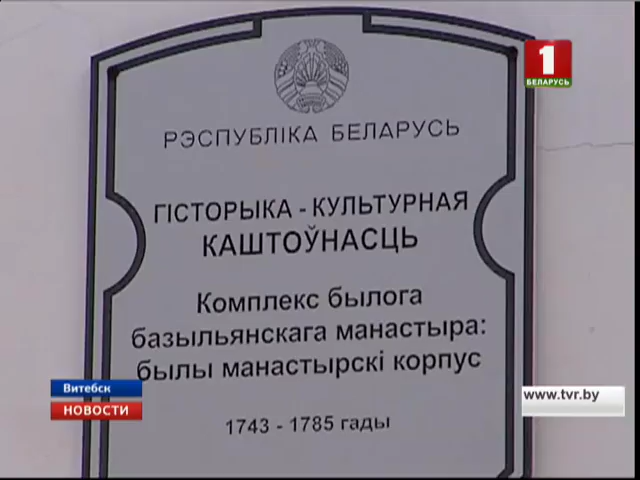 1
БЕЛАРУСЬ
РЭСПУБЛІКА БЕЛАРУСЬ
ГІСТОРЫКА - КУЛЬТУРНАЯ
КАШТОЎНАСЦЬ
Комплекс былога
базыльянскага манастыра:
былы манастырскі корпус
1743 - 1785 гады
Витебск
НОВОСТИ
www.tvr.by